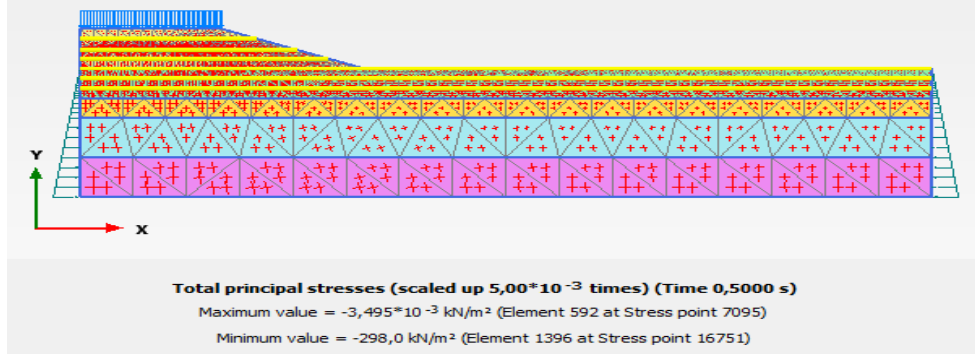 Y
X
Total principal stresses (scaled up 5,00*10 -3 times) (Time 0,5000 s)
Maximum value = -3,495*10 -3 kN/m² (Element 592 at Stress point 7095)
Minimum value = -298,0 kN/m² (Element 1396 at Stress point 16751)